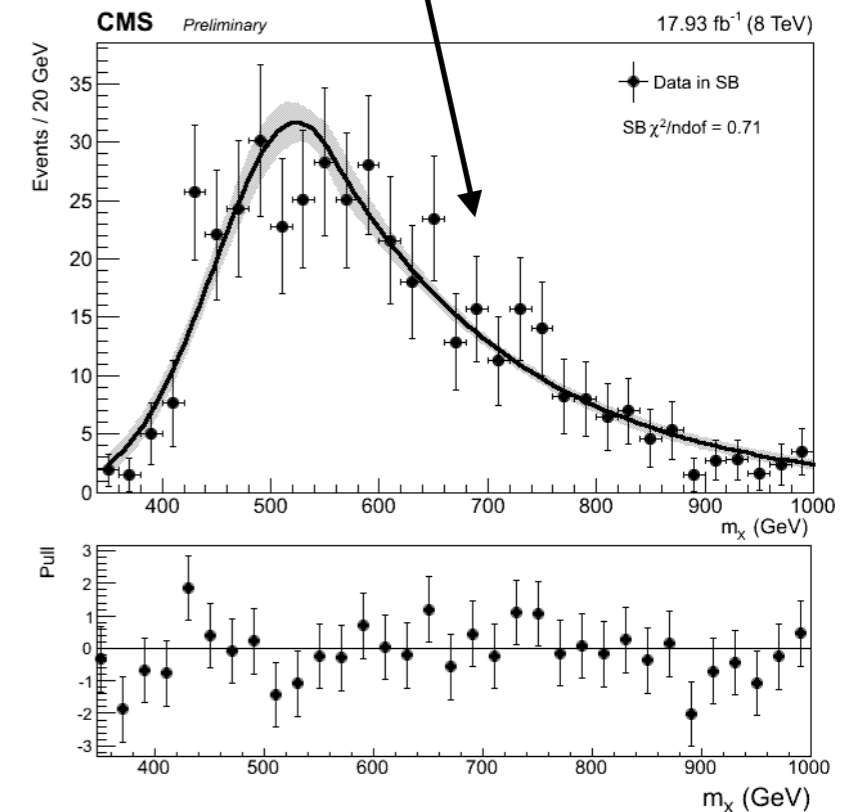 CMS Preliminary 17.93 fb⁻¹ (8 TeV)
Events / 20 GeV
35
30
25
20
15
10
5
0
Data in SB
SB χ²/ndof = 0.71
400 500 600 700 800 900 1000
mₓ (GeV)
Pull
3
2
1
0
-1
-2
-3
400 500 600 700 800 900 1000
mₓ (GeV)